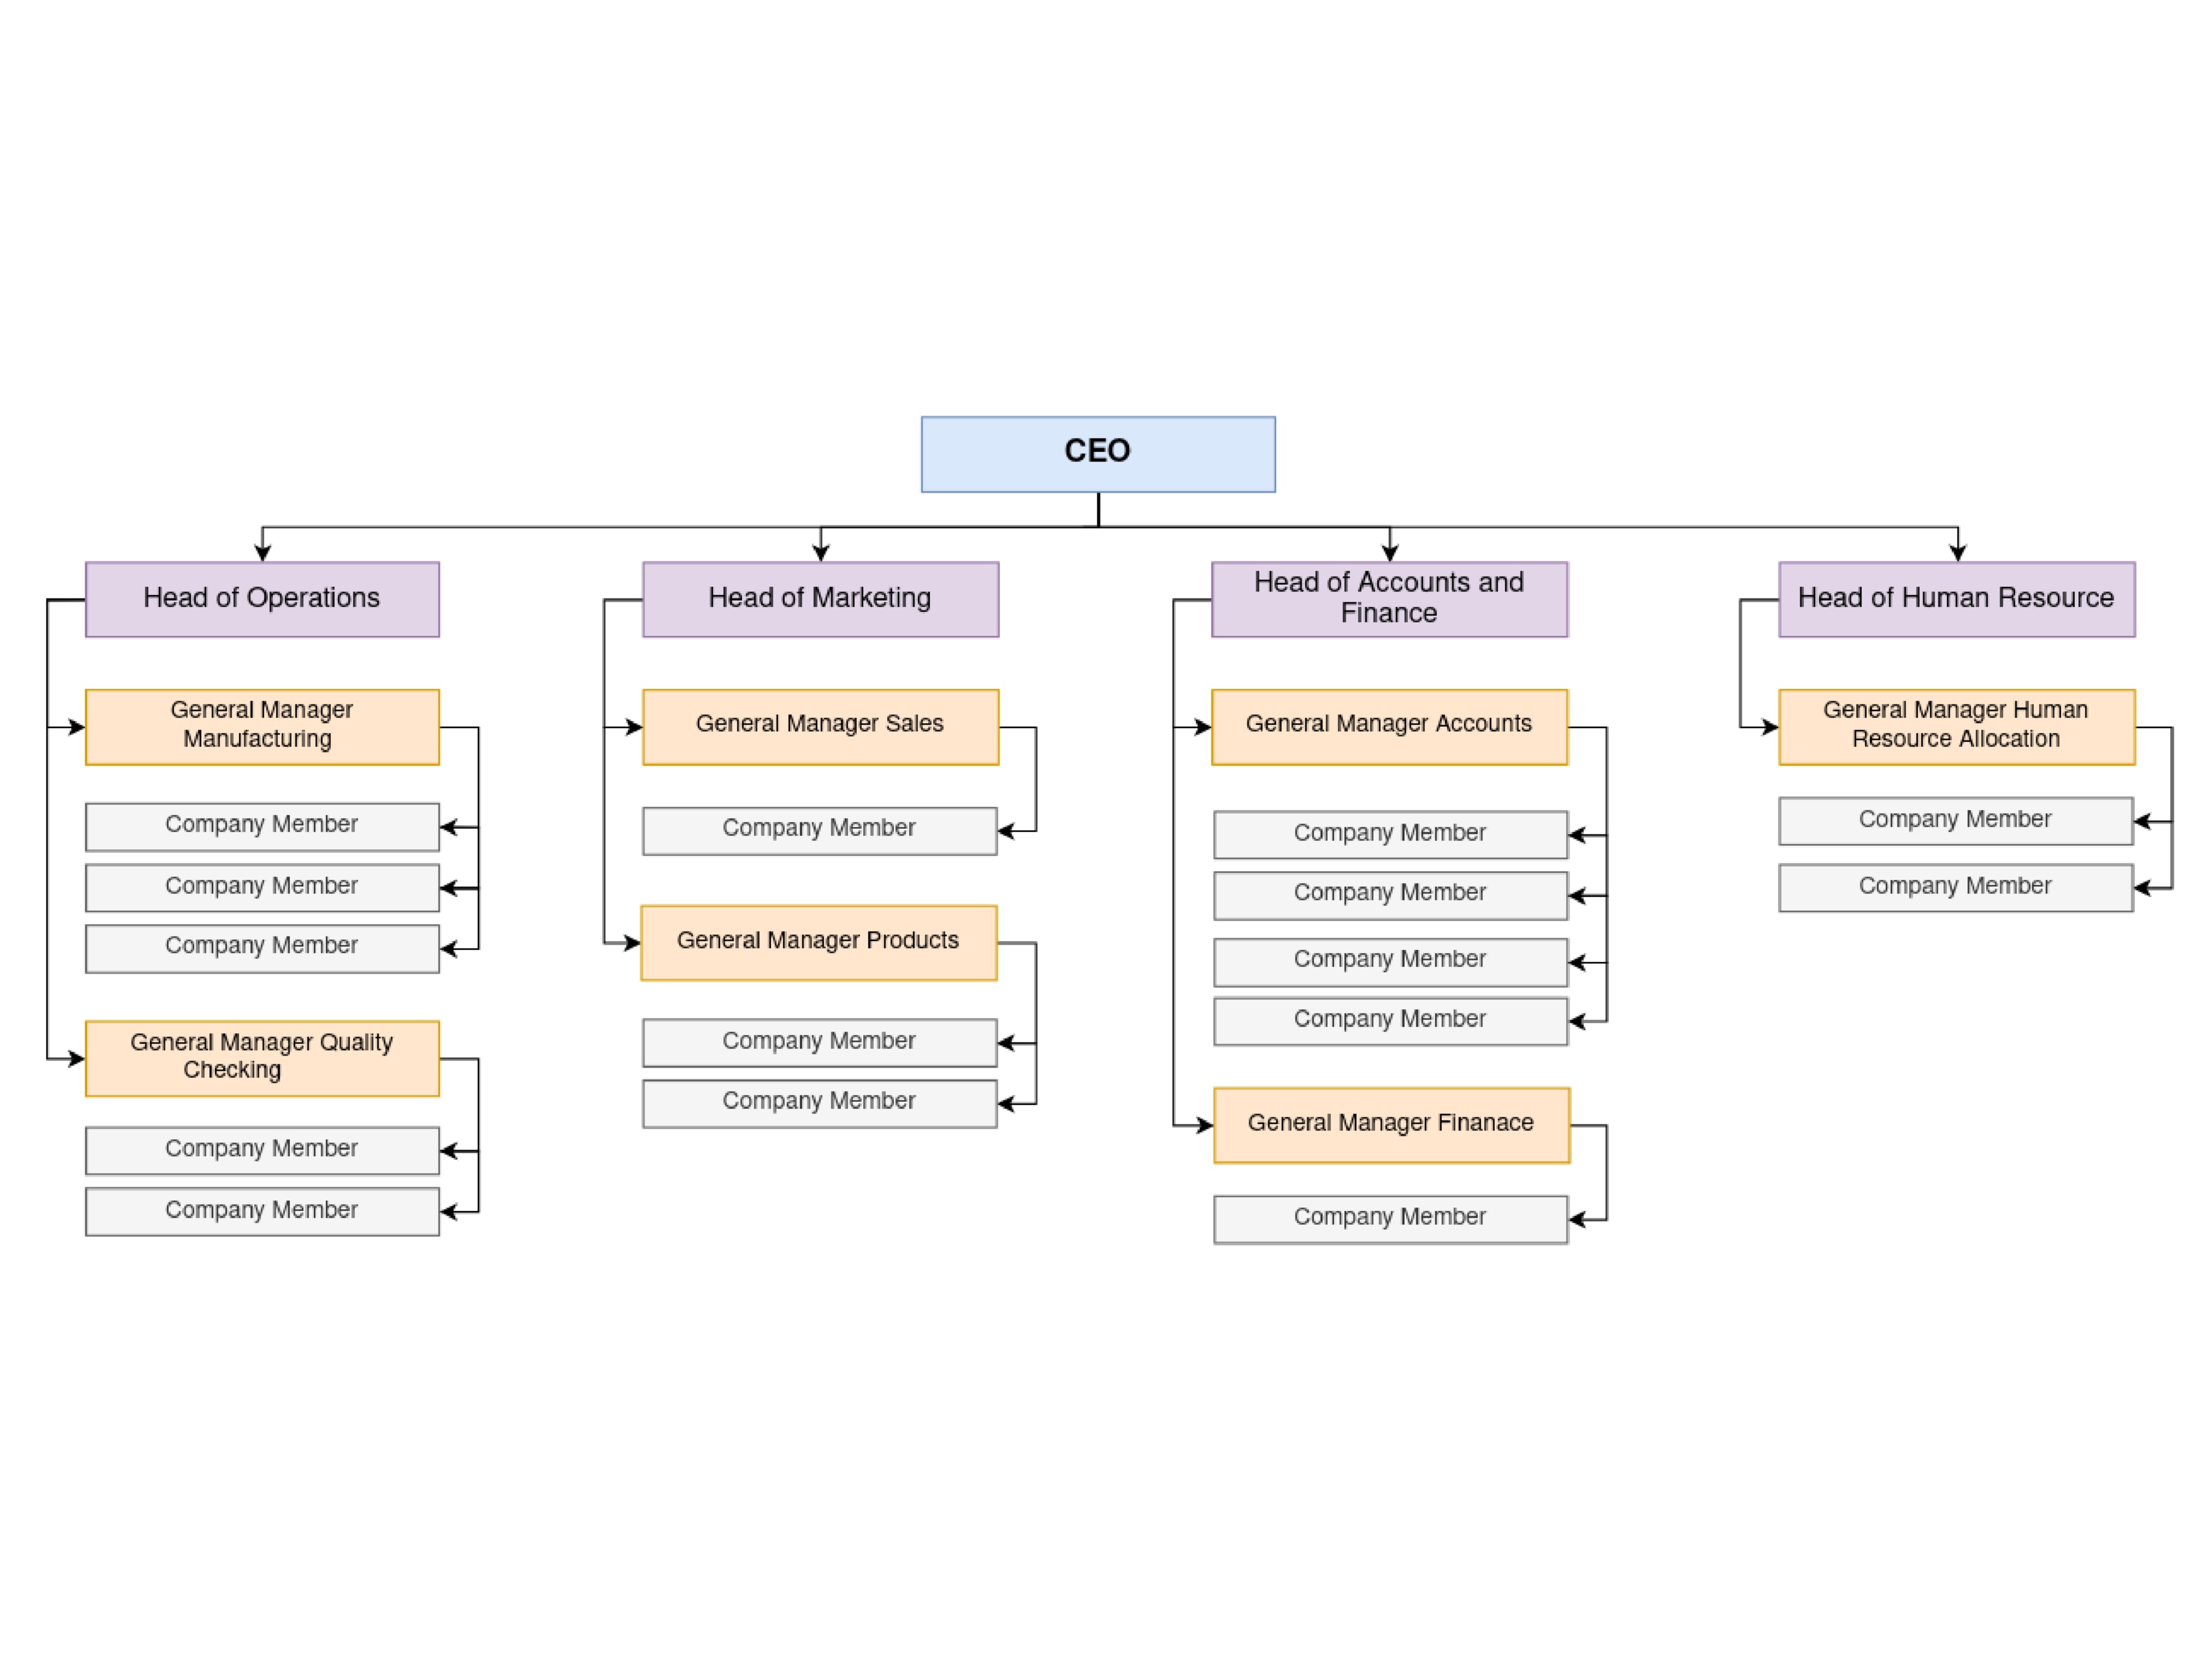 CEO
Head of Operations
General Manager
Manufacturing
Company Member
Company Member
Company Member
General Manager Quality
Checking
Company Member
Company Member
Head of Marketing
General Manager Sales
Company Member
General Manager Products
Company Member
Company Member
Head of Accounts and
Finance
General Manager Accounts
Company Member
Company Member
Company Member
Company Member
General Manager Finanace
Company Member
Head of Human Resource
General Manager Human
Resource Allocation
Company Member
Company Member